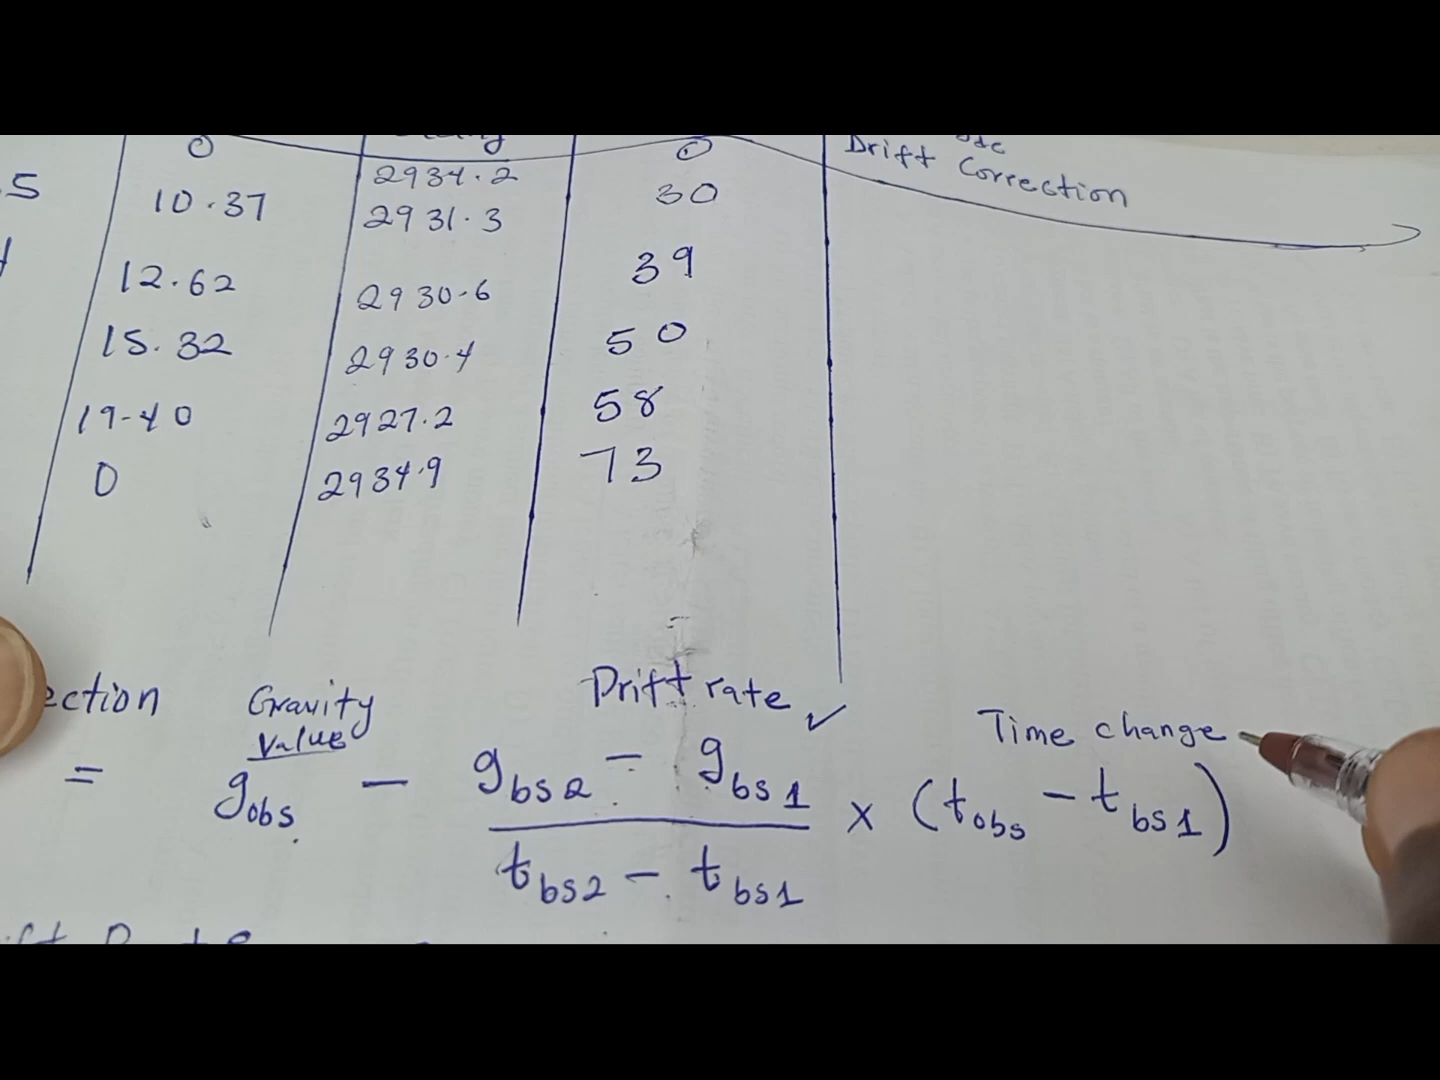 Drift Correction
0 2934.2 0
.5 10.37 2931.3 30
12.62 2930.6 39
15.32 2930.4 50
19.40 2927.2 58
0 2934.9 73
ection Gravity Value Drift rate ✓ Time change
= gobs - gbs2 - gbs1 / tbs2 - tbs1 × (tobs - tbs1)